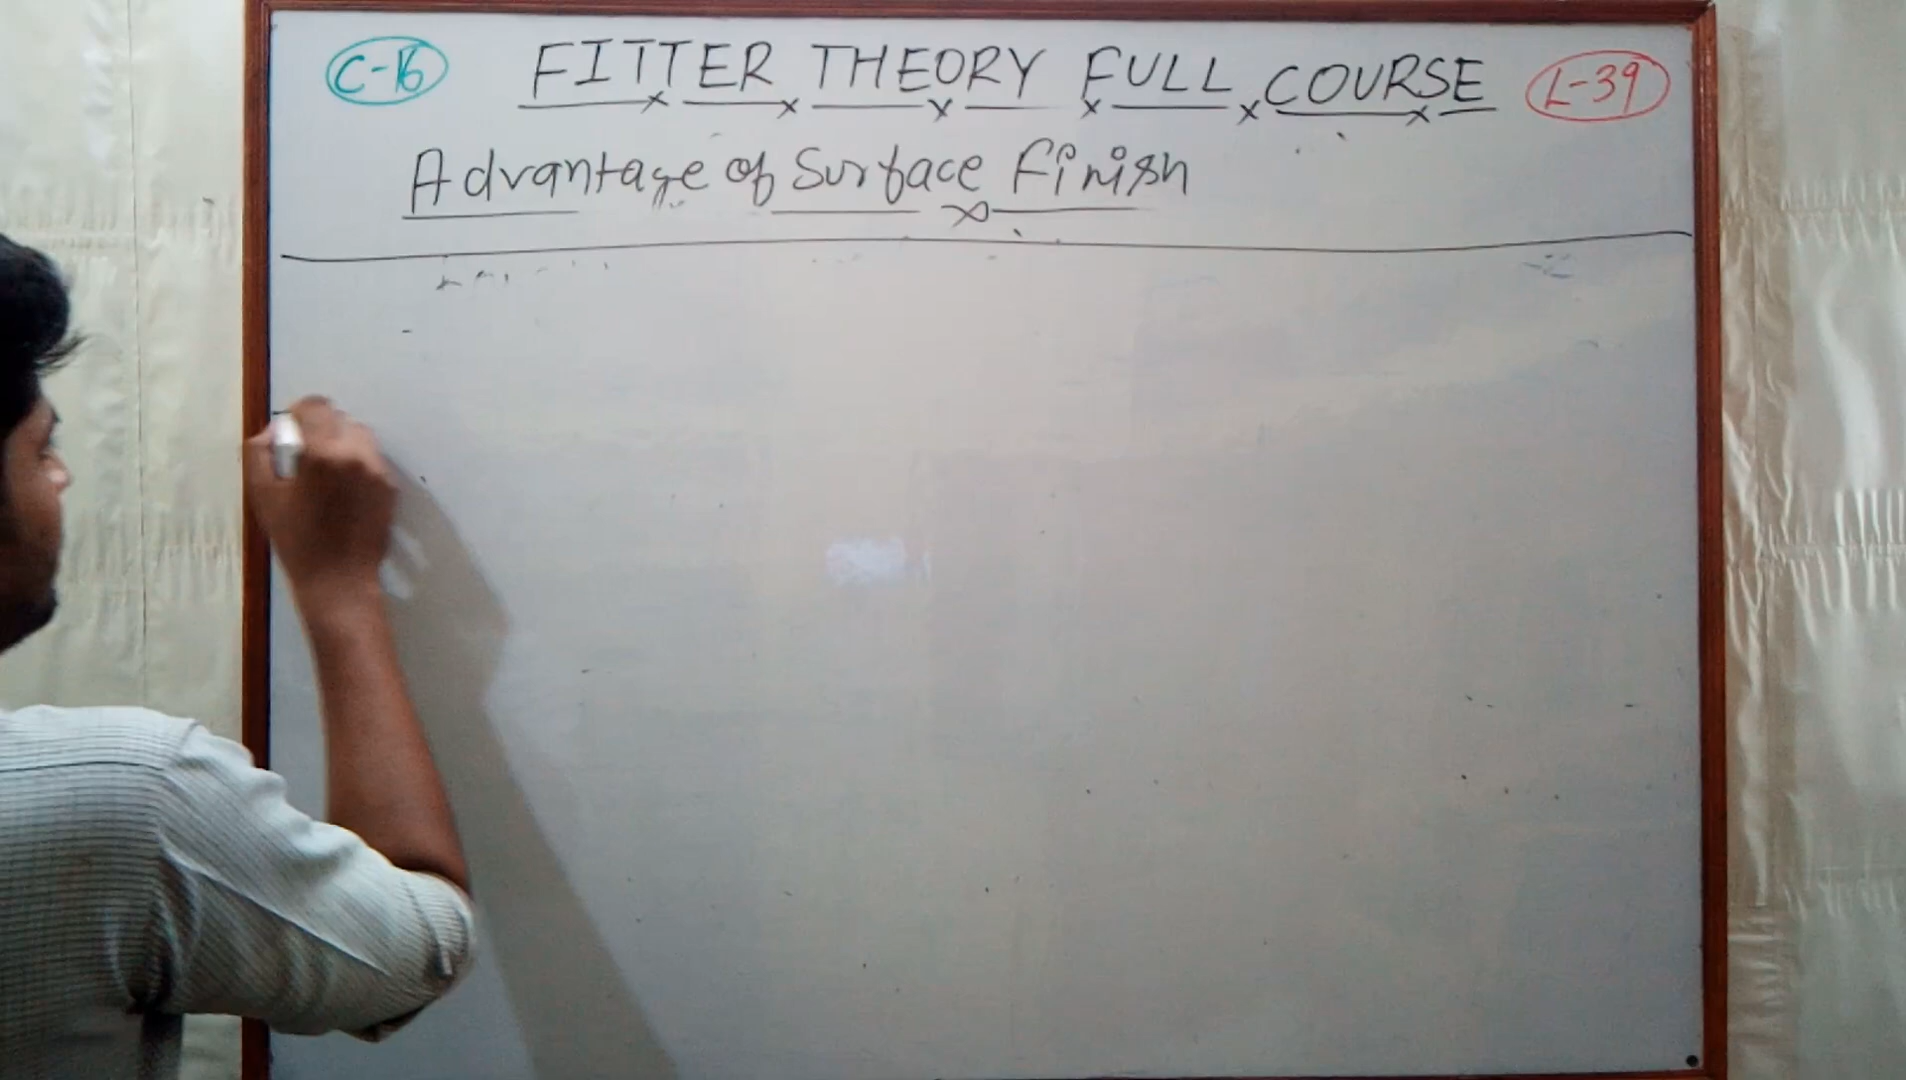 C-16 FITTER THEORY FULL COURSE L-39
Advantage of Surface Finish